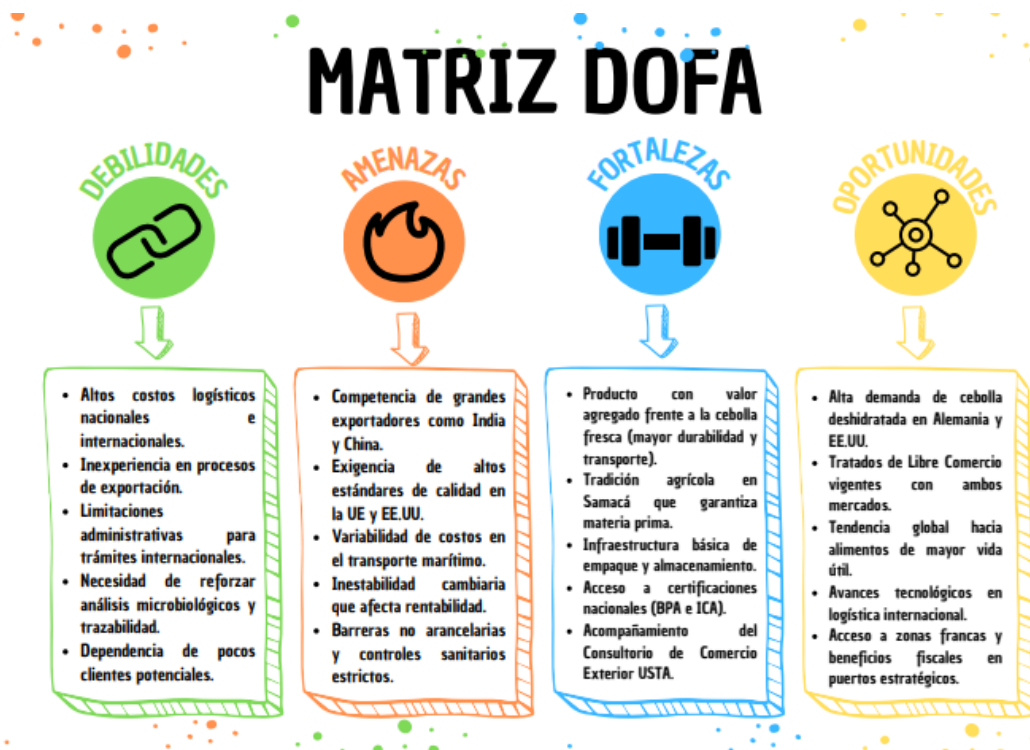 MATRIZ DOFA
DEBILIDADES
Altos costos logísticos
nacionales e
internacionales.
Inexperiencia en procesos
de exportación.
Limitaciones
administrativas para
trámites internacionales.
Necesidad de reforzar
análisis microbiológicos y
trazabilidad.
Dependencia de pocos
clientes potenciales.
AMENAZAS
Competencia de grandes
exportadores como India
y China.
Exigencia de altos
estándares de calidad en
la UE y EE.UU.
Variabilidad de costos en
el transporte marítimo.
Inestabilidad cambiaria
que afecta rentabilidad.
Barreras no arancelarias
y controles sanitarios
estrictos.
FORTALEZAS
Producto con valor
agregado frente a la cebolla
fresca (mayor durabilidad y
transporte).
Tradición agrícola en
Samacá que garantiza
materia prima.
Infraestructura básica de
empaque y almacenamiento.
Acceso a certificaciones
nacionales (BPA e ICA).
Acompañamiento del
Consultorio de Comercio
Exterior USTA.
OPORTUNIDADES
Alta demanda de cebolla
deshidratada en Alemania y
EE.UU.
Tratados de Libre Comercio
vigentes con ambos
mercados.
Tendencia global hacia
alimentos de mayor vida
útil.
Avances tecnológicos en
logística internacional.
Acceso a zonas francas y
beneficios fiscales en
puertos estratégicos.